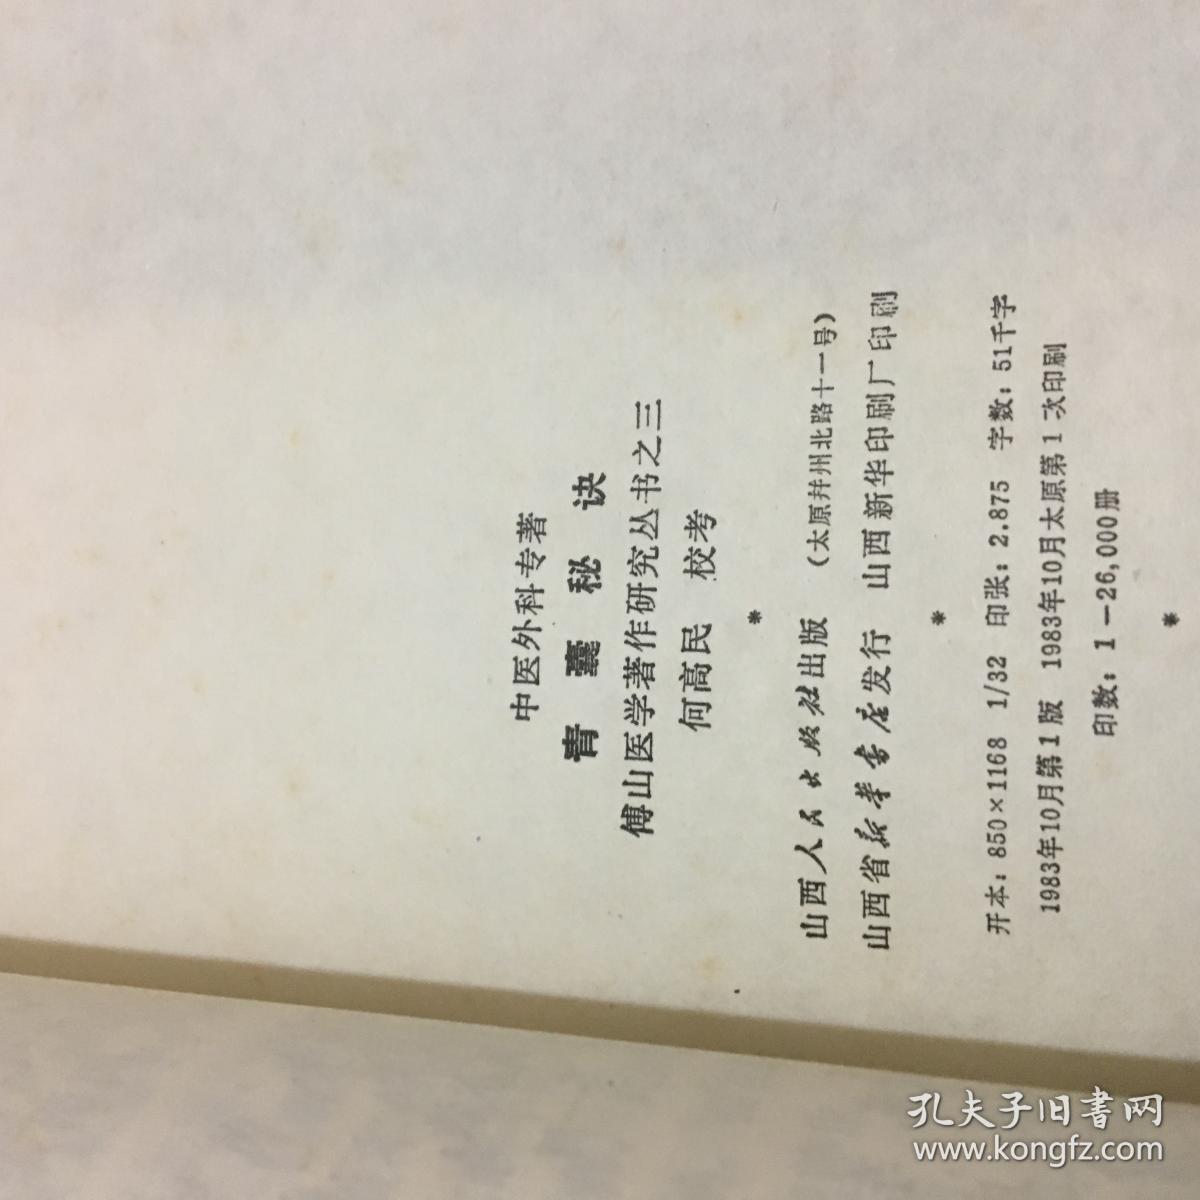 中医外科专著
青囊秘诀
傅山医学著作研究丛书之三
何高民 校考
*
山西人民出版社出版 （太原并州北路十一号）
山西省新华书店发行 山西新华印刷厂印刷
*
开本：850×1168 1/32 印张：2.875 字数：51千字
1983年10月第1版 1983年10月太原第1次印刷
印数：1—26,000册
*
孔夫子旧書网
www.kongfz.com